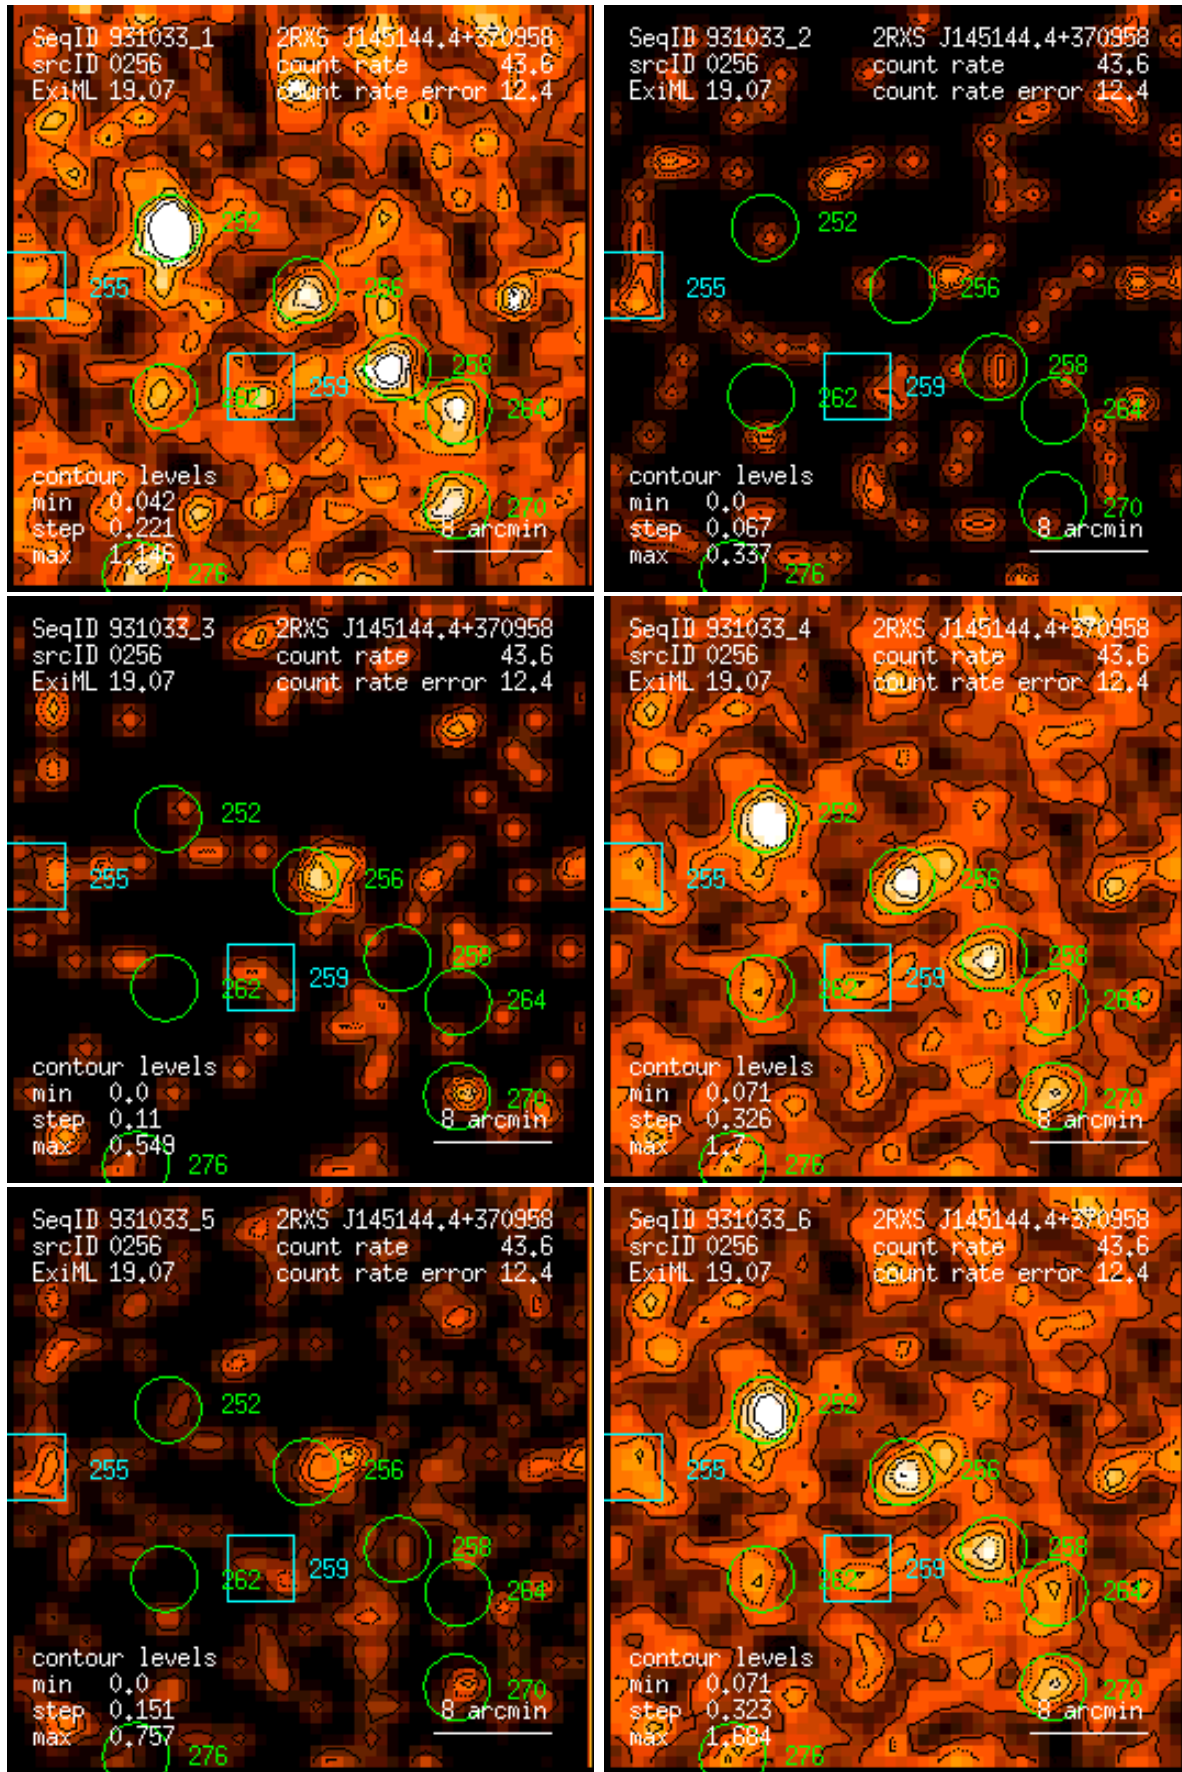 SeqID 931033_1 2RXS J145144.4+370958
srcID 0256 count rate 43.6
ExiML 19.07 count rate error 12.4
252
255
256
258
259
262
264
contour levels
min 0.042
270
step 0.221
8 arcmin
max 1.146
276
SeqID 931033_2 2RXS J145144.4+370958
srcID 0256 count rate 43.6
ExiML 19.07 count rate error 12.4
252
255
256
258
259
262
264
contour levels
min 0.0
270
step 0.067
8 arcmin
max 0.337
276
SeqID 931033_3 2RXS J145144.4+370958
srcID 0256 count rate 43.6
ExiML 19.07 count rate error 12.4
252
255
256
258
259
262
264
contour levels
min 0.0
270
step 0.11
8 arcmin
max 0.549
276
SeqID 931033_4 2RXS J145144.4+370958
srcID 0256 count rate 43.6
ExiML 19.07 count rate error 12.4
252
255
256
258
259
262
264
contour levels
min 0.071
270
step 0.326
8 arcmin
max 1.7
276
SeqID 931033_5 2RXS J145144.4+370958
srcID 0256 count rate 43.6
ExiML 19.07 count rate error 12.4
252
255
256
258
259
262
264
contour levels
min 0.0
270
step 0.151
8 arcmin
max 0.757
276
SeqID 931033_6 2RXS J145144.4+370958
srcID 0256 count rate 43.6
ExiML 19.07 count rate error 12.4
252
255
256
258
259
262
264
contour levels
min 0.071
270
step 0.323
8 arcmin
max 1.684
276